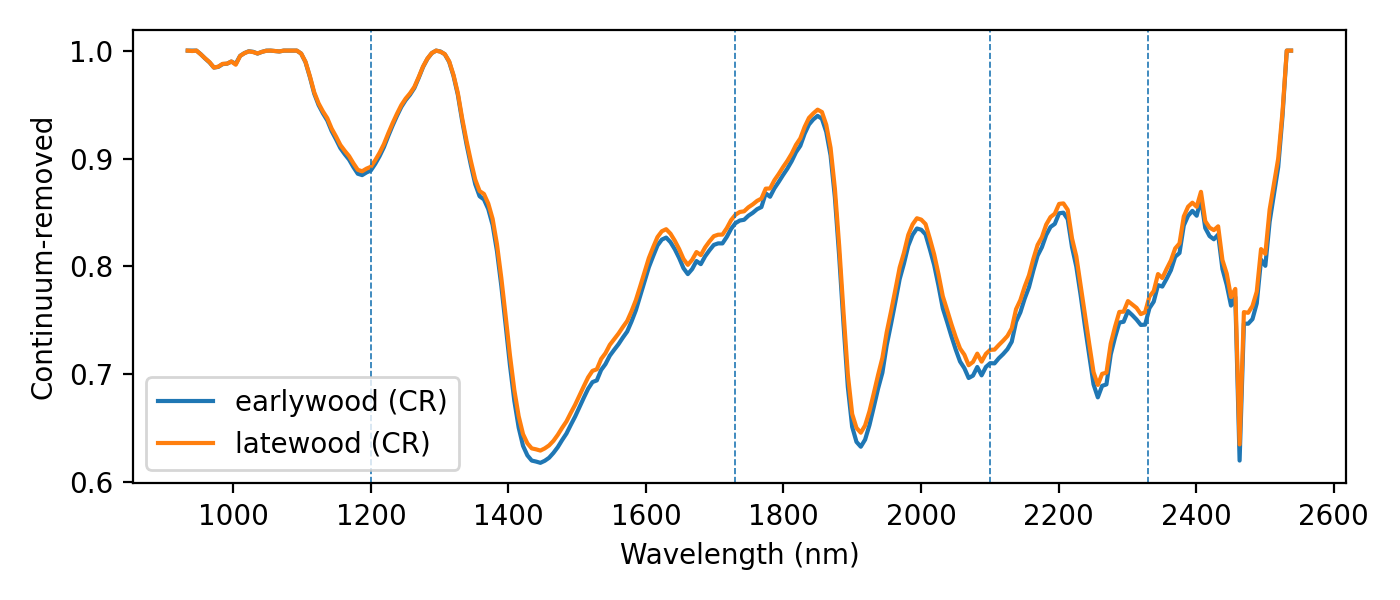 Continuum-removed
1.0
0.9
0.8
0.7
0.6
earlywood (CR)
latewood (CR)
1000 1200 1400 1600 1800 2000 2200 2400 2600
Wavelength (nm)